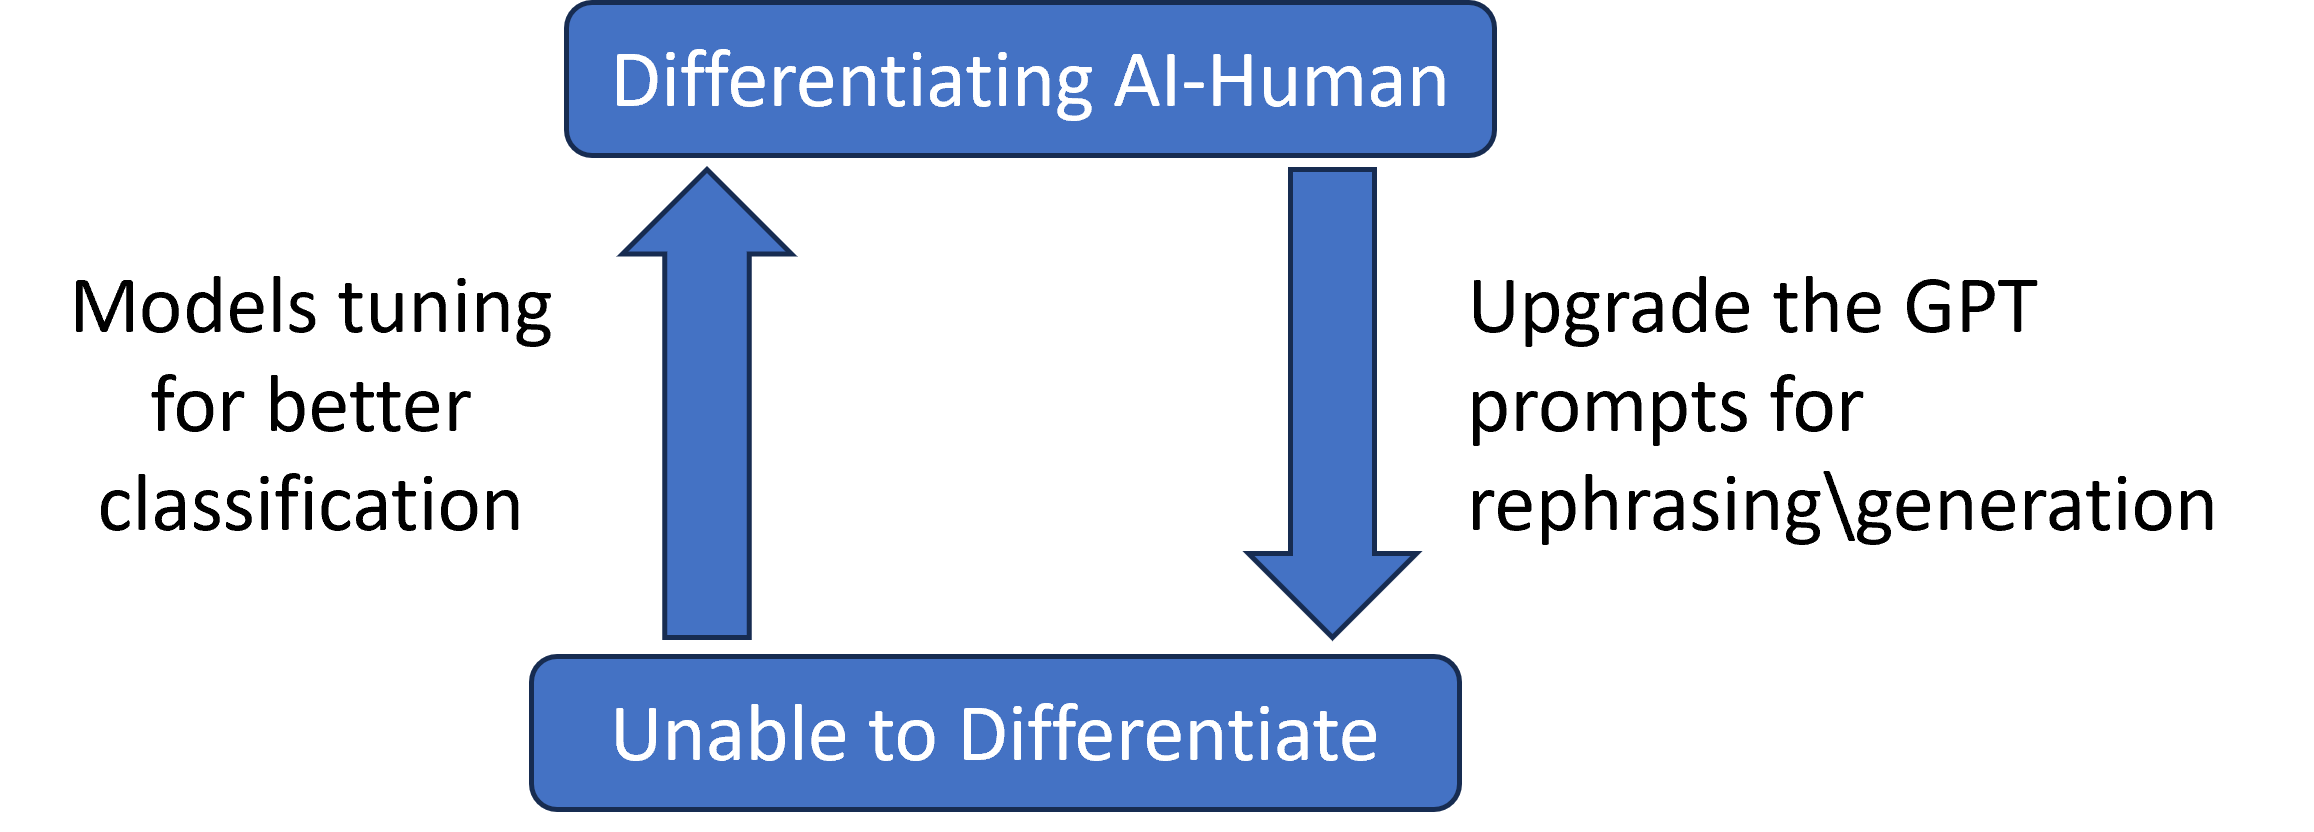 Differentiating AI-Human
Models tuning
for better
classification
Upgrade the GPT
prompts for
rephrasing\generation
Unable to Differentiate